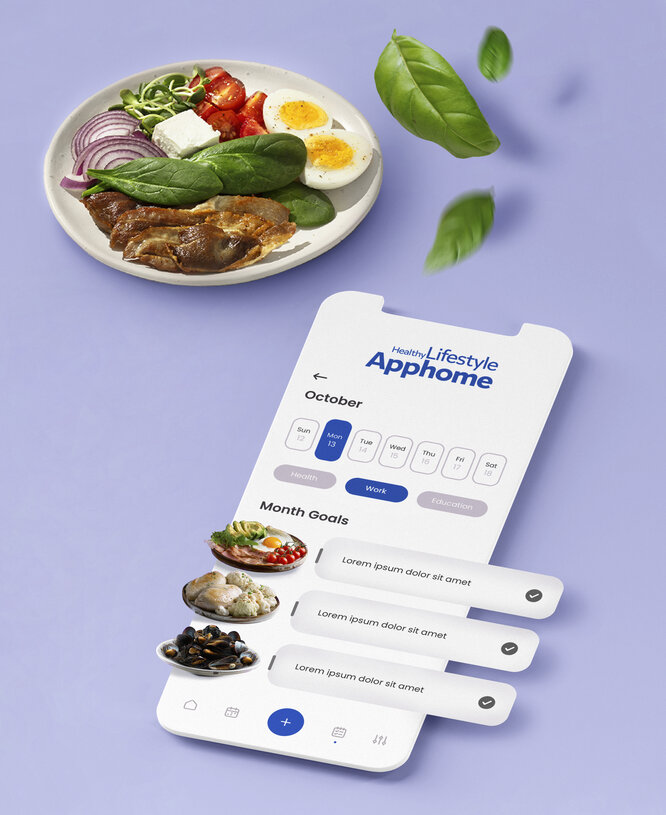 Healthy Lifestyle
Apphome
October
Sun Mon Tue Wed Thu Fri Sat
12 13 14 15 16 17 18
Health Work Education
Month Goals
Lorem ipsum dolor sit amet
Lorem ipsum dolor sit amet
Lorem ipsum dolor sit amet